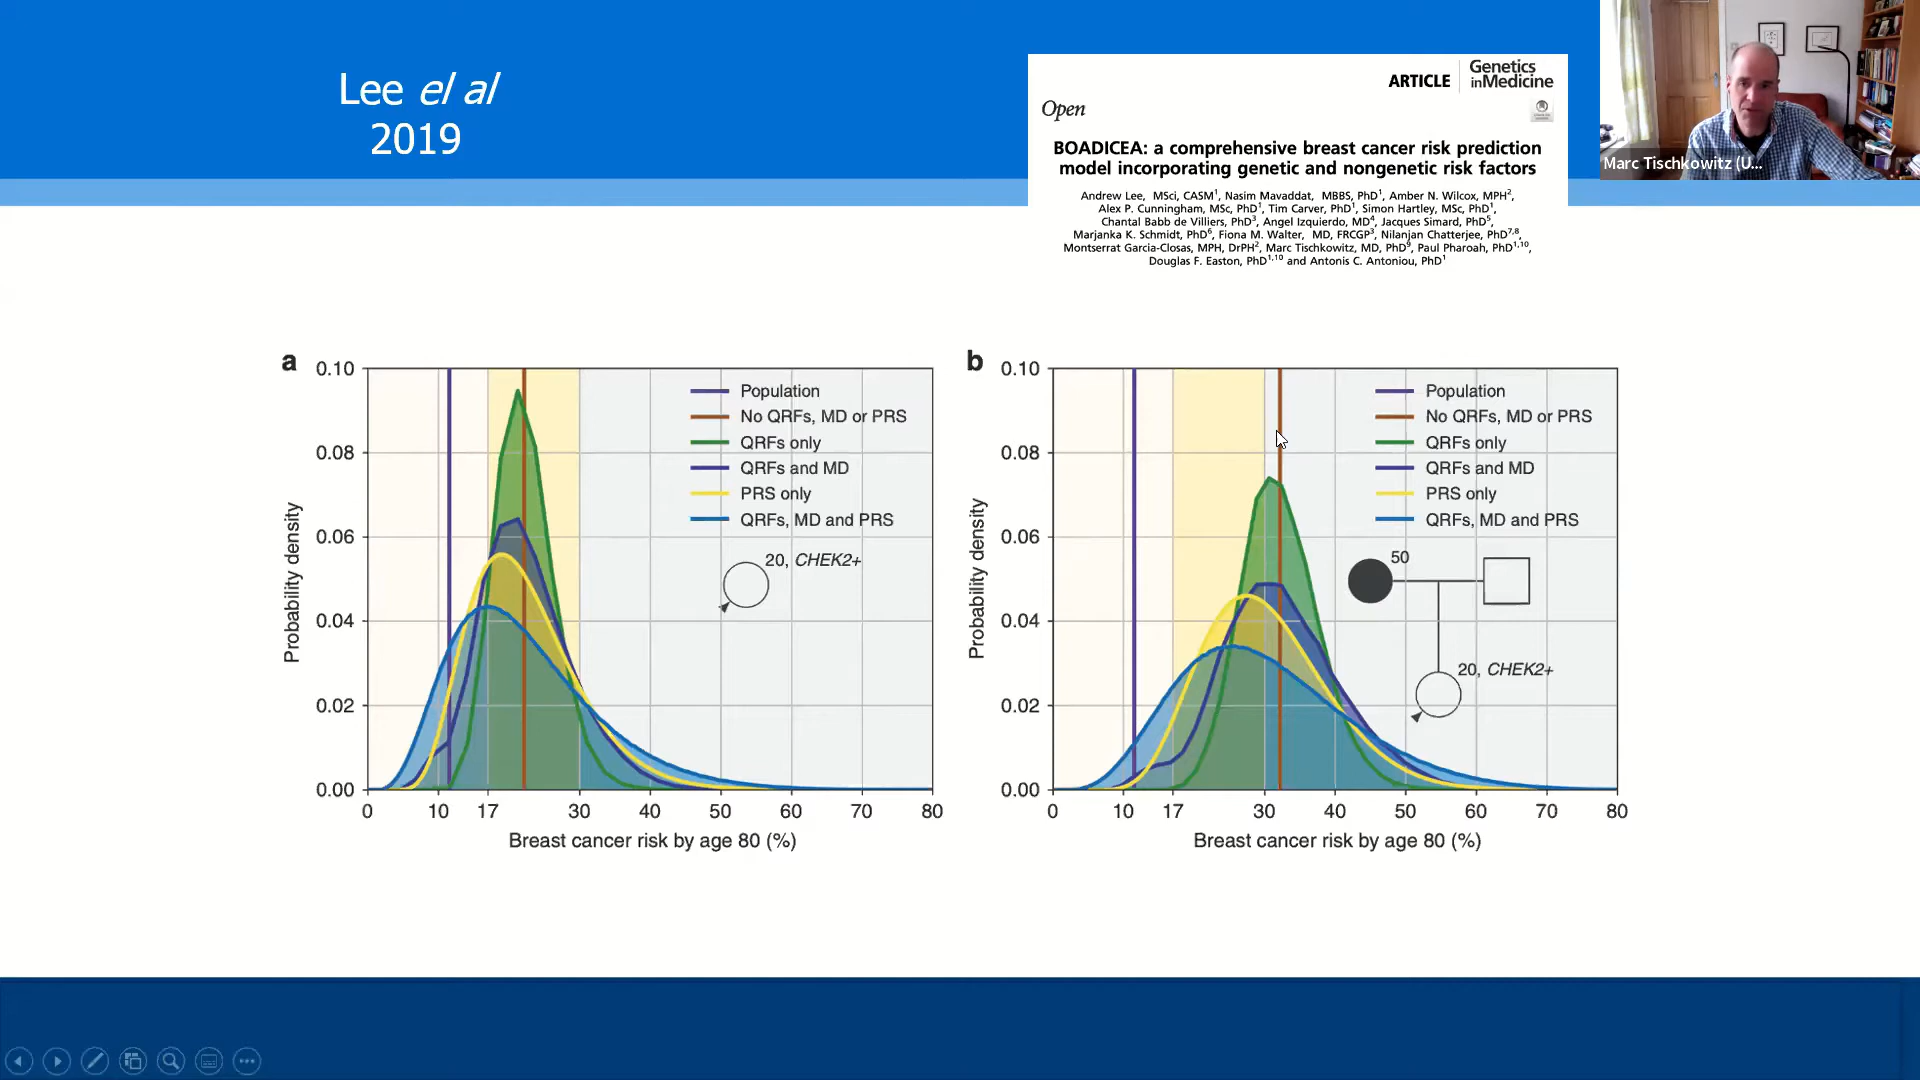 Lee el al
2019
ARTICLE
Genetics
inMedicine
Open
BOADICEA: a comprehensive breast cancer risk prediction
model incorporating genetic and nongenetic risk factors
Andrew Lee, MSci, CASM1, Nasim Mavaddat, MBBS, PhD1, Amber N. Wilcox, MPH2,
Alex P. Cunningham, MSc, PhD1, Tim Carver, PhD1, Simon Hartley, MSc, PhD1,
Chantal Babb de Villiers, PhD3, Angel Izquierdo, MD4, Jacques Simard, PhD5,
Marjanka K. Schmidt, PhD6, Fiona M. Walter, MD, FRCGP3, Nilanjan Chatterjee, PhD7,8,
Montserrat Garcia-Closas, MPH, DrPH2, Marc Tischkowitz, MD, PhD9, Paul Pharoah, PhD1,10,
Douglas F. Easton, PhD1,10 and Antonis C. Antoniou, PhD1
Marc Tischkowitz (U...
a
0.10
0.08
0.06
0.04
0.02
0.00
Probability density
0 10 17 30 40 50 60 70 80
Breast cancer risk by age 80 (%)
Population
No QRFs, MD or PRS
QRFs only
QRFs and MD
PRS only
QRFs, MD and PRS
20, CHEK2+
b
0.10
0.08
0.06
0.04
0.02
0.00
Probability density
0 10 17 30 40 50 60 70 80
Breast cancer risk by age 80 (%)
Population
No QRFs, MD or PRS
QRFs only
QRFs and MD
PRS only
QRFs, MD and PRS
50
20, CHEK2+